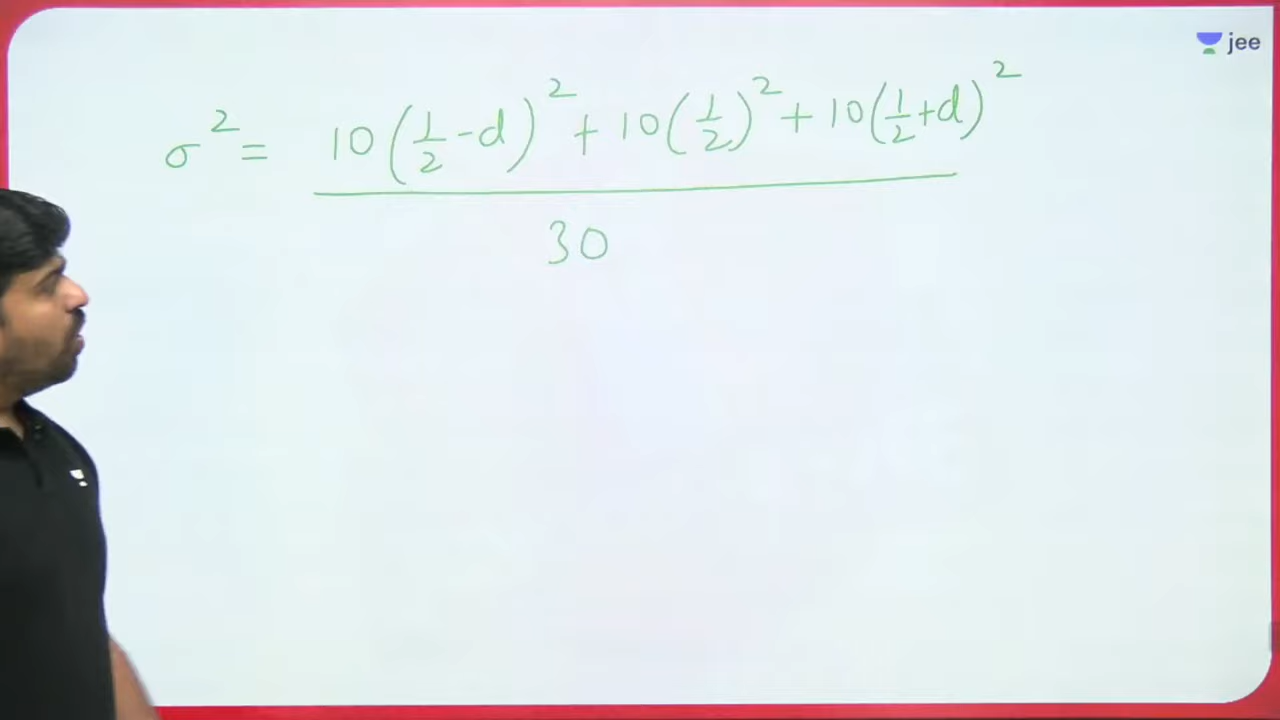 jee
σ² = 10(1/2 - d)² + 10(1/2)² + 10(1/2 + d)²
30